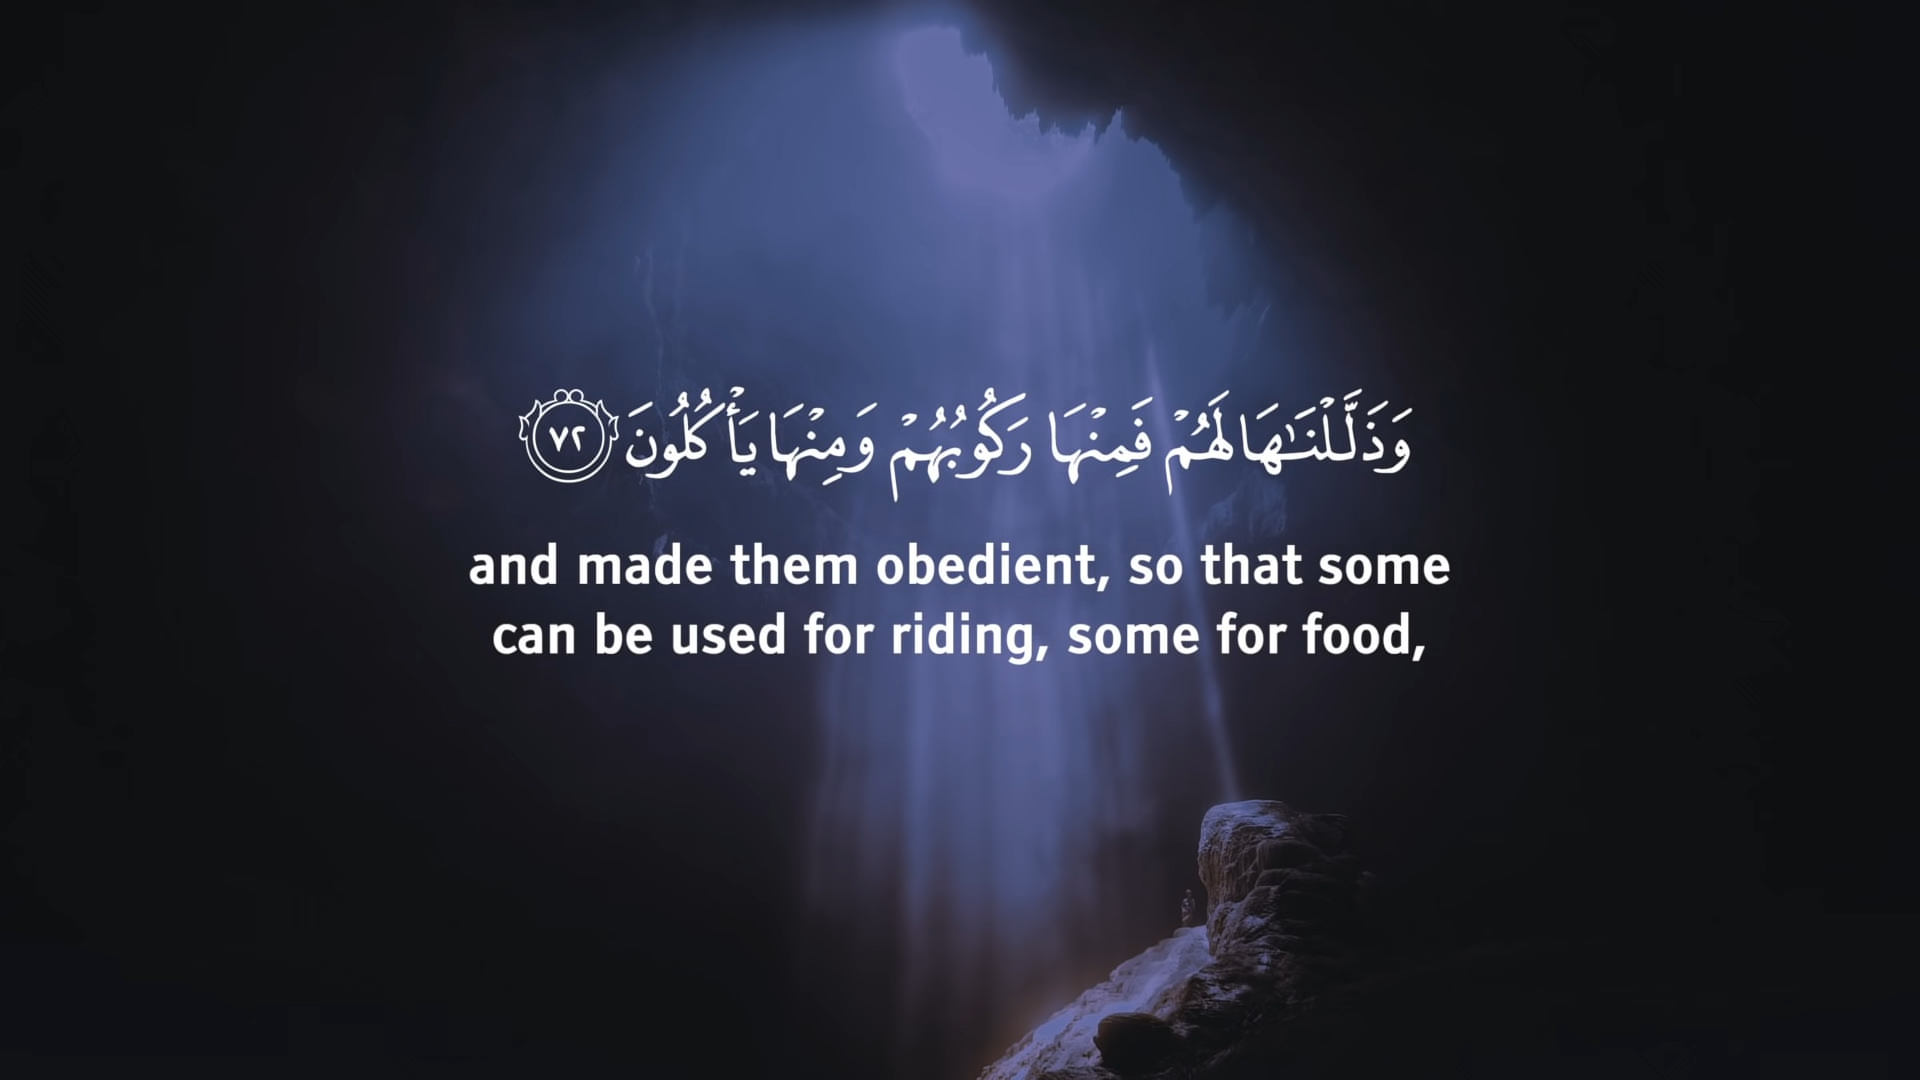 وَذَلَّلْنَـٰهَا لَهُمْ فَمِنْهَا رَكُوبُهُمْ وَمِنْهَا يَأْكُلُونَ ٧٢
and made them obedient, so that some
can be used for riding, some for food,